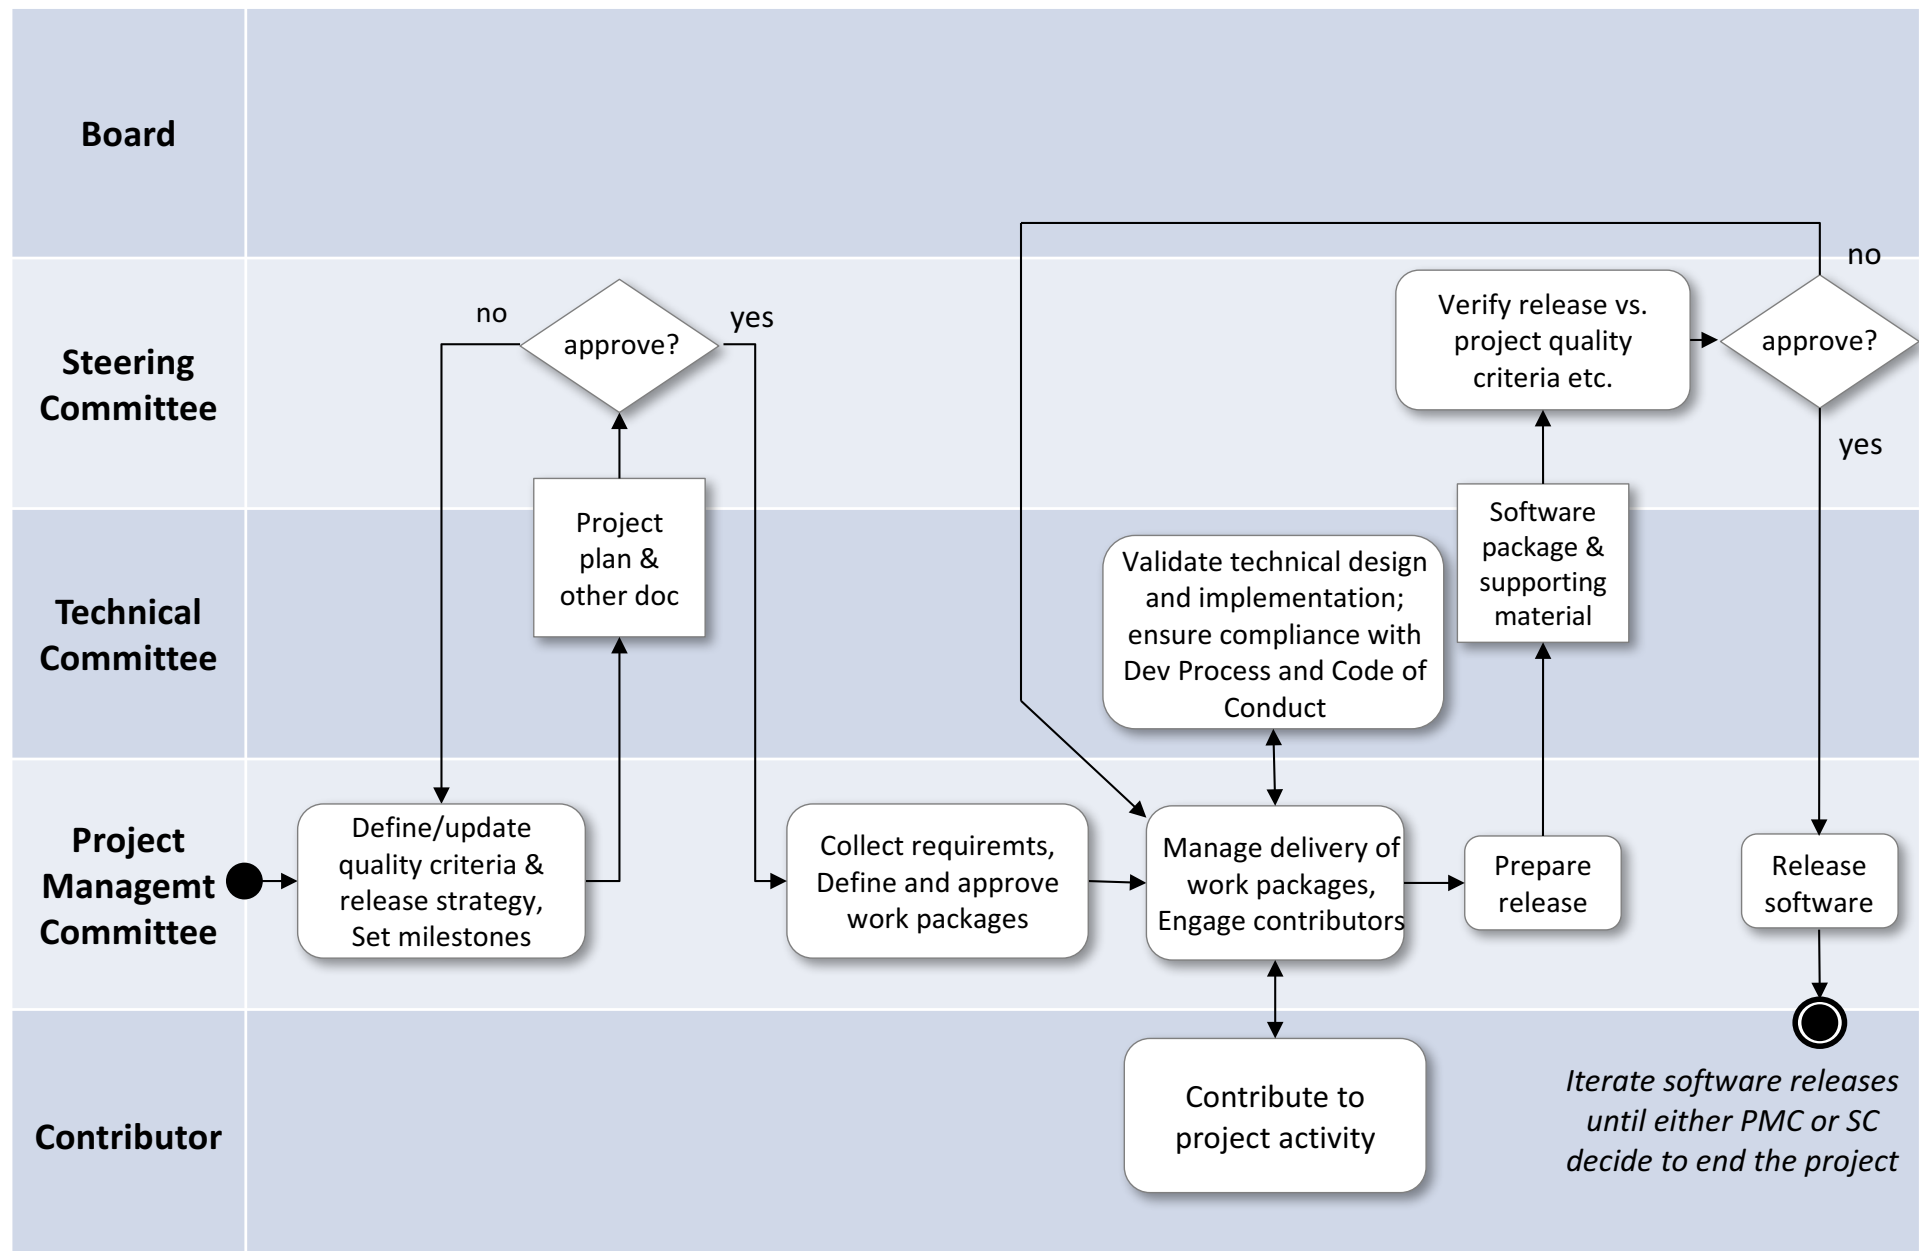 Board
no
Steering
Committee
no
approve?
yes
Verify release vs.
project quality
criteria etc.
approve?
yes
Technical
Committee
Project
plan &
other doc
Validate technical design
and implementation;
ensure compliance with
Dev Process and Code of
Conduct
Software
package &
supporting
material
Project
Managemt
Committee
Define/update
quality criteria &
release strategy,
Set milestones
Collect requiremts,
Define and approve
work packages
Manage delivery of
work packages,
Engage contributors
Prepare
release
Release
software
Contributor
Contribute to
project activity
Iterate software releases
until either PMC or SC
decide to end the project